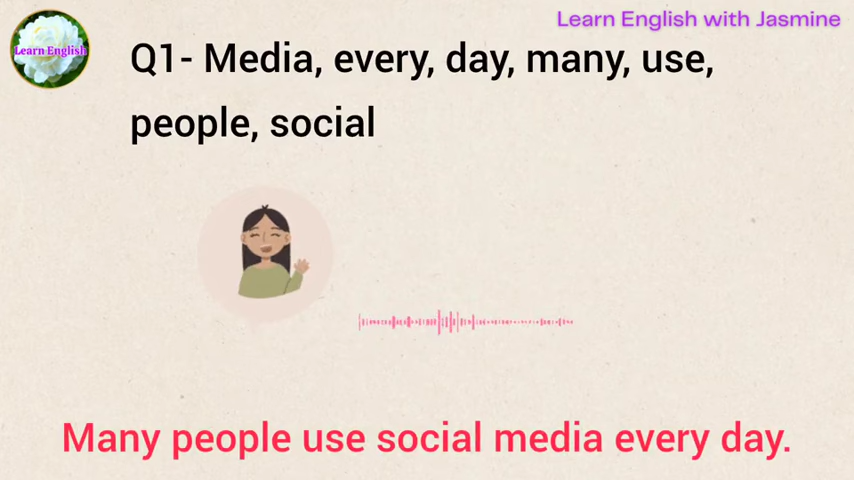 Learn English with Jasmine
Learn English
Q1- Media, every, day, many, use,
people, social
Many people use social media every day.